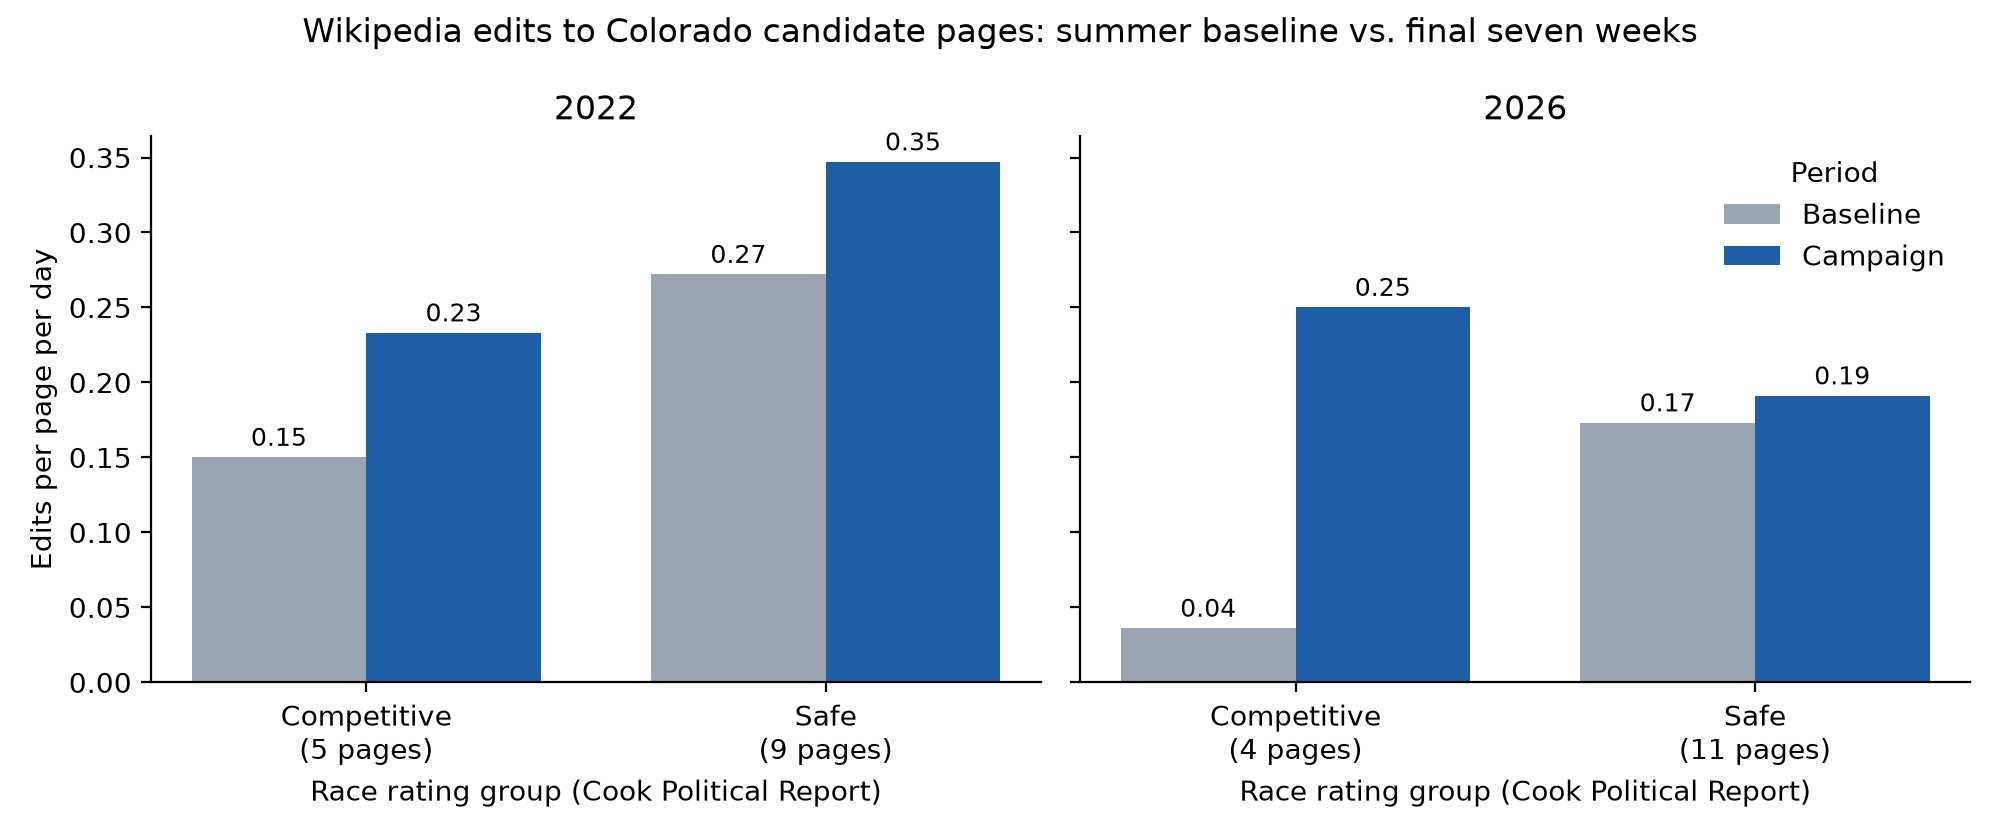 Wikipedia edits to Colorado candidate pages: summer baseline vs. final seven weeks
2022
Edits per page per day
0.35
0.30
0.25
0.20
0.15
0.10
0.05
0.00
0.15
0.23
0.27
0.35
Competitive
(5 pages)
Safe
(9 pages)
Race rating group (Cook Political Report)
2026
Period
Baseline
Campaign
0.04
0.25
0.17
0.19
Competitive
(4 pages)
Safe
(11 pages)
Race rating group (Cook Political Report)